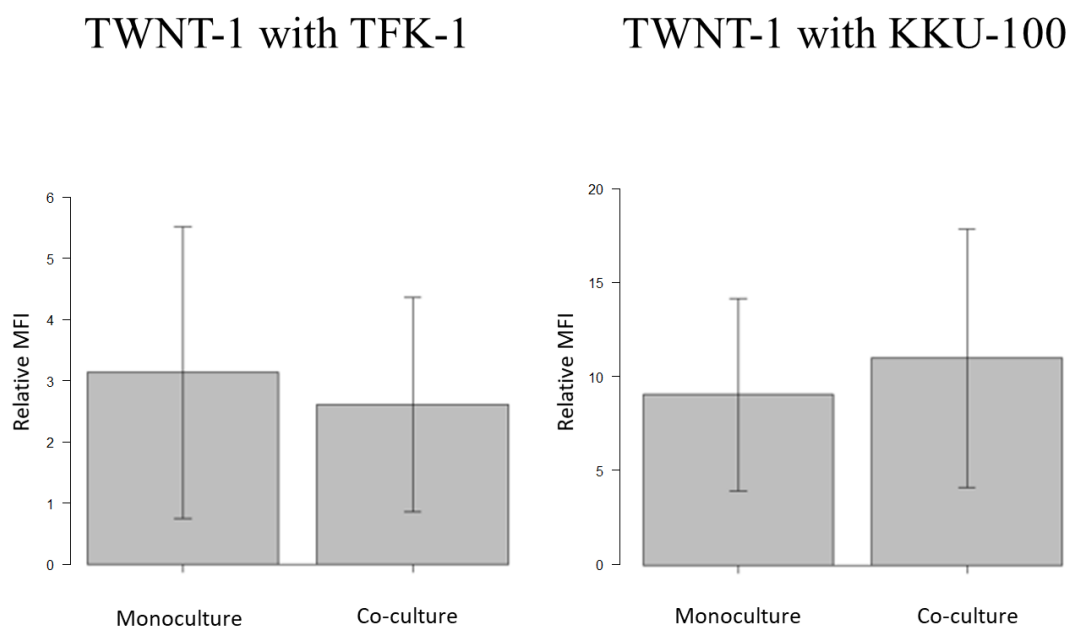 TWNT-1 with TFK-1
TWNT-1 with KKU-100
Relative MFI
6
5
4
3
2
1
0
Monoculture
Co-culture
Relative MFI
20
15
10
5
0
Monoculture
Co-culture